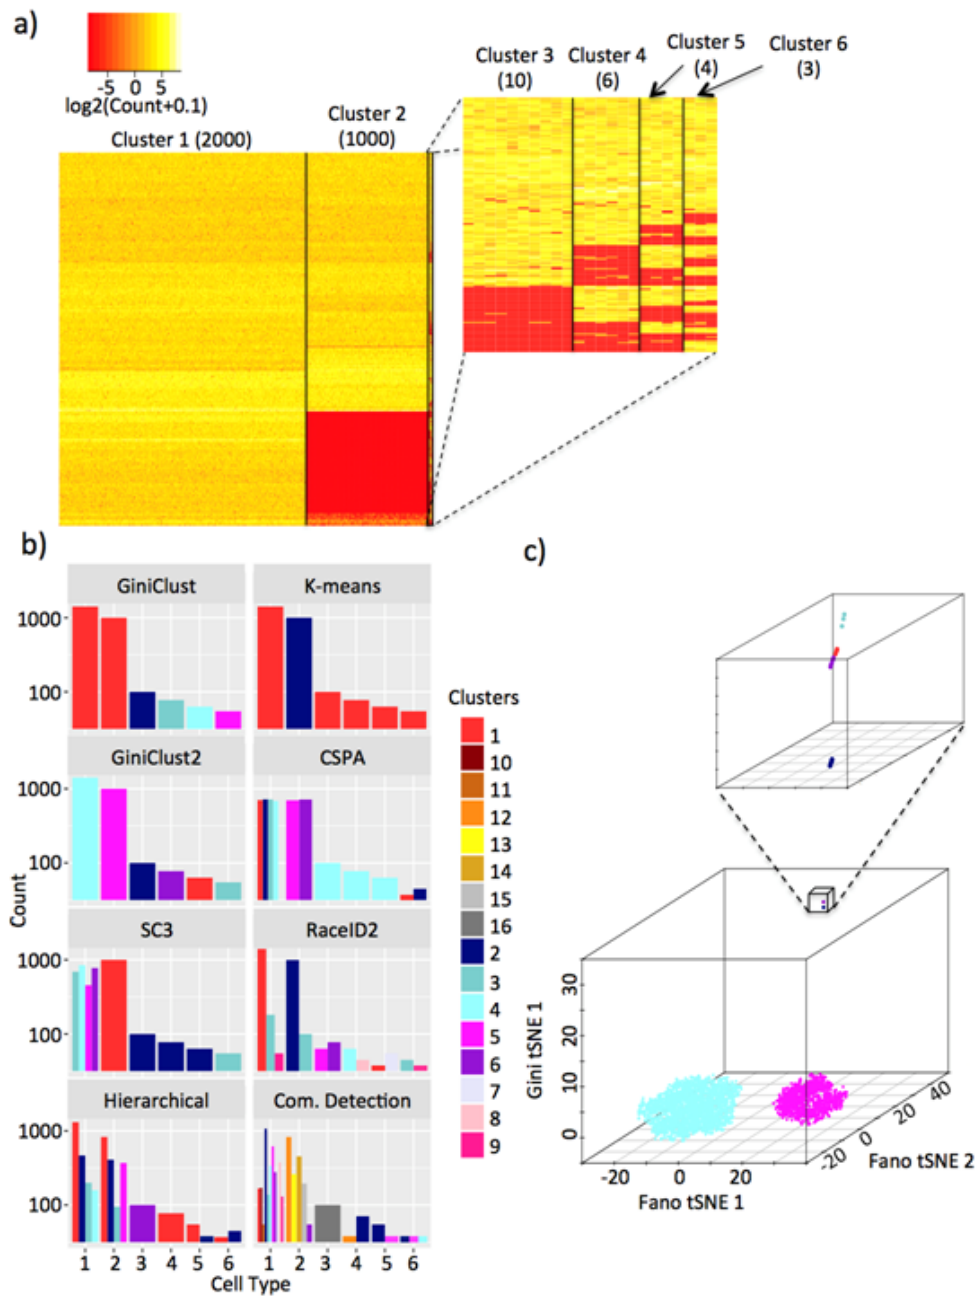 a)
-5 0 5
log2(Count+0.1)
Cluster 1 (2000)
Cluster 2
(1000)
Cluster 3
(10)
Cluster 4
(6)
Cluster 5
(4)
Cluster 6
(3)
b)
GiniClust
K-means
GiniClust2
CSPA
SC3
RaceID2
Hierarchical
Com. Detection
1000
100
1000
100
1000
100
1000
100
Count
1 2 3 4 5 6
1 2 3 4 5 6
Cell Type
Clusters
1
10
11
12
13
14
15
16
2
3
4
5
6
7
8
9
c)
Gini tSNE 1
30
20
10
0
-20 0 20
Fano tSNE 1
-20 0 20 40
Fano tSNE 2